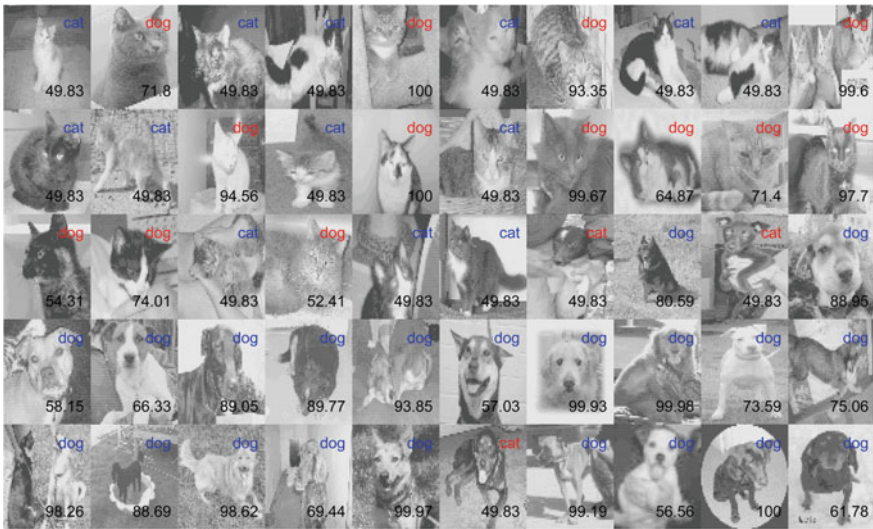 cat dog cat cat dog cat dog cat cat dog
49.83 71.8 49.83 49.83 100 49.83 93.35 49.83 49.83 99.6
cat cat dog cat dog cat dog dog dog dog
49.83 49.83 94.56 49.83 100 49.83 99.67 64.87 71.4 97.7
dog dog cat dog cat cat cat dog cat dog
54.31 74.01 49.83 52.41 49.83 49.83 49.83 80.59 49.83 88.95
dog dog dog dog dog dog dog dog dog dog
58.15 66.33 89.05 89.77 93.85 57.03 99.93 99.98 73.59 75.06
dog dog dog dog dog cat dog dog dog dog
98.26 88.69 98.62 69.44 99.97 49.83 99.19 56.56 100 61.78